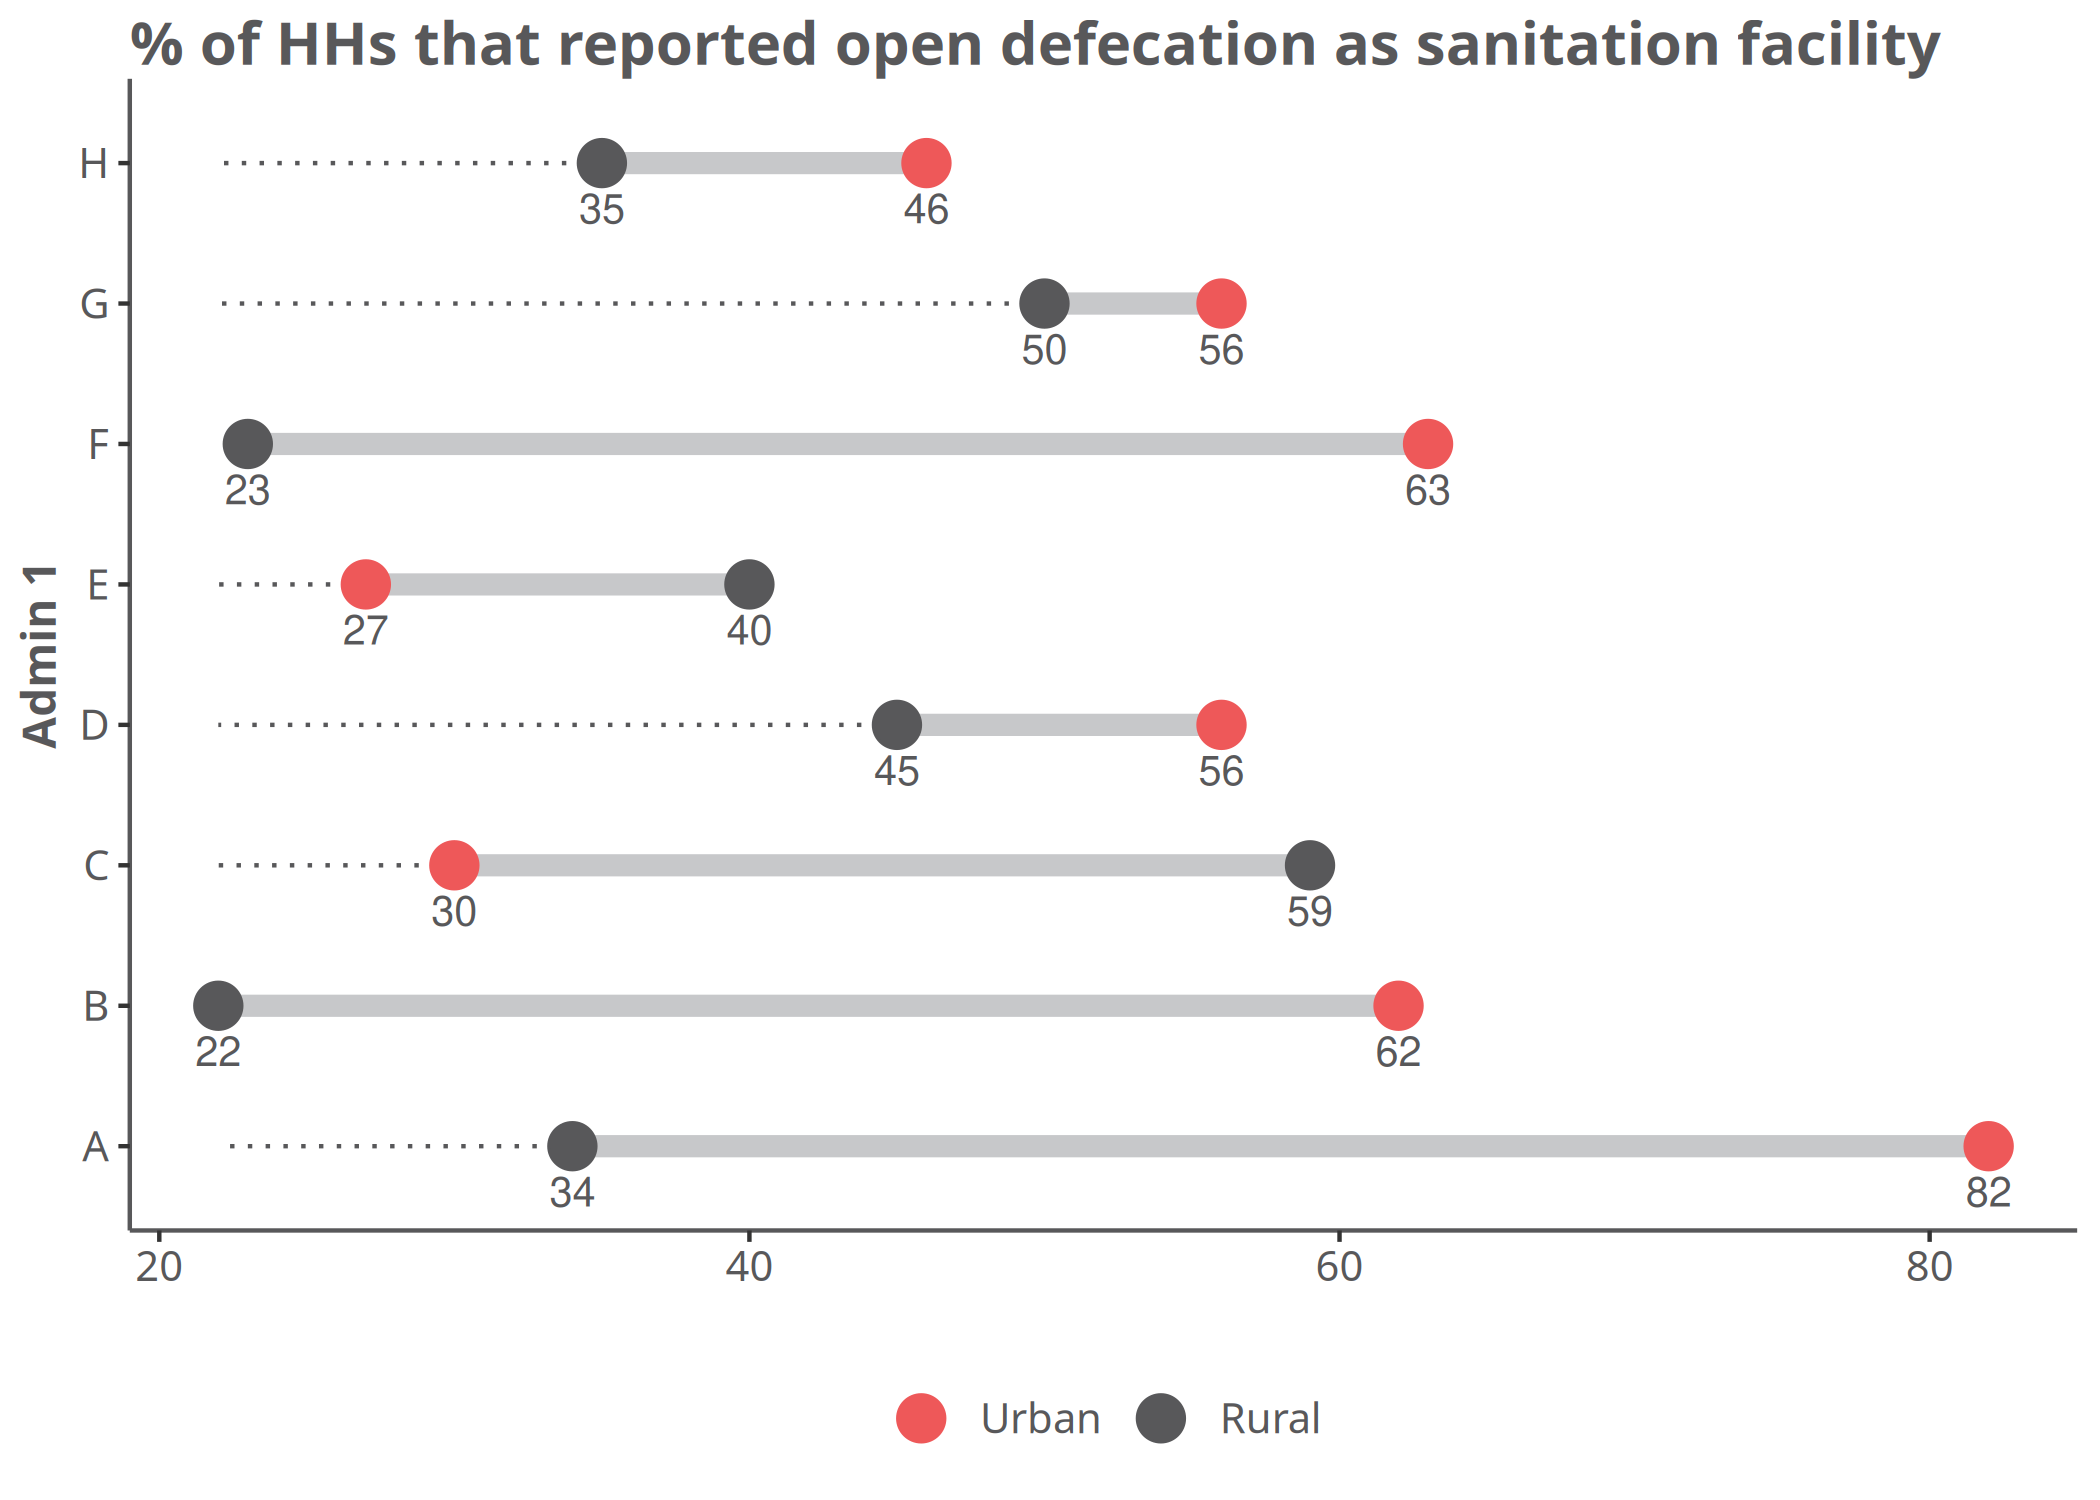 % of HHs that reported open defecation as sanitation facility
Admin 1
H
35 46
G
50 56
F
23 63
E
27 40
D
45 56
C
30 59
B
22 62
A
34 82
20 40 60 80
Urban Rural